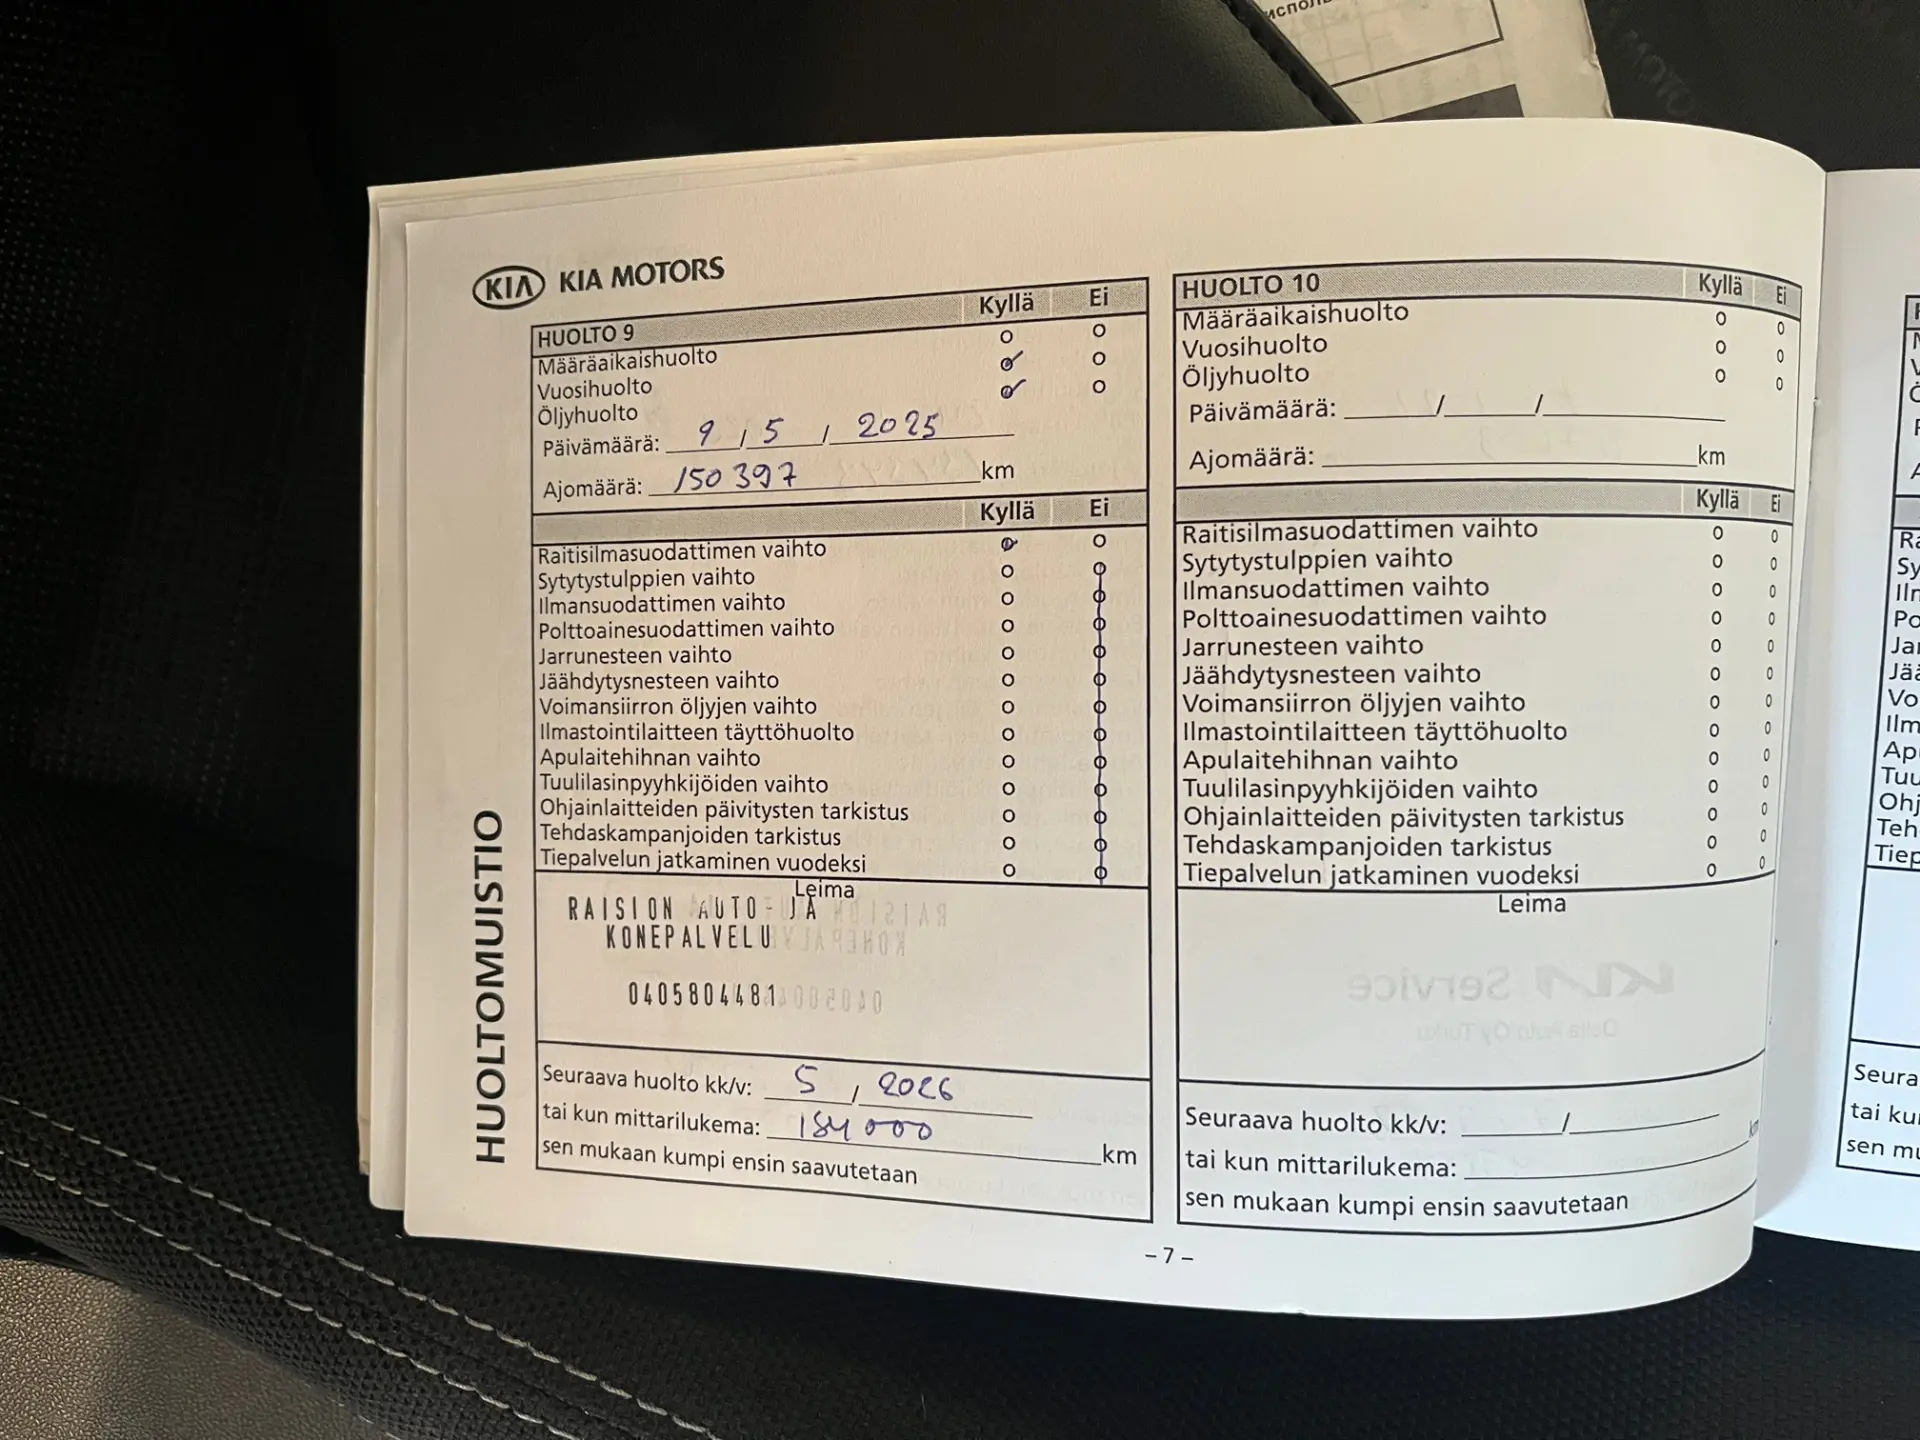 KIA KIA MOTORS
HUOLTO 9 Kyllä Ei
Määräaikaishuolto
Vuosihuolto
Öljyhuolto
Päivämäärä: 9 / 5 / 2025
Ajomäärä: 150 397 km
Kyllä Ei
Raitisilmasuodattimen vaihto
Sytytystulppien vaihto
Ilmansuodattimen vaihto
Polttoainesuodattimen vaihto
Jarrunesteen vaihto
Jäähdytysnesteen vaihto
Voimansiirron öljyjen vaihto
Ilmastointilaitteen täyttöhuolto
Apulaitehihnan vaihto
Tuulilasinpyyhkijöiden vaihto
Ohjainlaitteiden päivitysten tarkistus
Tehdaskampanjoiden tarkistus
Tiepalvelun jatkaminen vuodeksi
Leima
RAISION AUTO- JA
KONEPALVELU
0405804481
Seuraava huolto kk/v: 5 / 2026
tai kun mittarilukema: 184 000 km
sen mukaan kumpi ensin saavutetaan
HUOLTOMUISTIO
HUOLTO 10 Kyllä Ei
Määräaikaishuolto
Vuosihuolto
Öljyhuolto
Päivämäärä: / /
Ajomäärä: km
Kyllä Ei
Raitisilmasuodattimen vaihto
Sytytystulppien vaihto
Ilmansuodattimen vaihto
Polttoainesuodattimen vaihto
Jarrunesteen vaihto
Jäähdytysnesteen vaihto
Voimansiirron öljyjen vaihto
Ilmastointilaitteen täyttöhuolto
Apulaitehihnan vaihto
Tuulilasinpyyhkijöiden vaihto
Ohjainlaitteiden päivitysten tarkistus
Tehdaskampanjoiden tarkistus
Tiepalvelun jatkaminen vuodeksi
Leima
Seuraava huolto kk/v: /
tai kun mittarilukema: km
sen mukaan kumpi ensin saavutetaan
– 7 –
Seura
tai ku